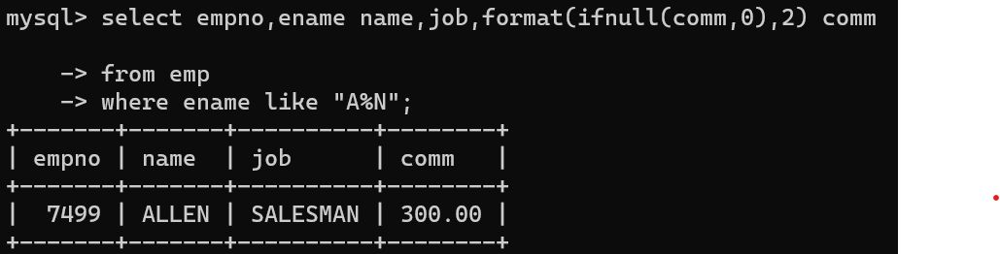 mysql> select empno,ename name,job,format(ifnull(comm,0),2) comm
    -> from emp
    -> where ename like "A%N";
+-------+-------+----------+--------+
| empno | name  | job      | comm   |
+-------+-------+----------+--------+
|  7499 | ALLEN | SALESMAN | 300.00 |
+-------+-------+----------+--------+